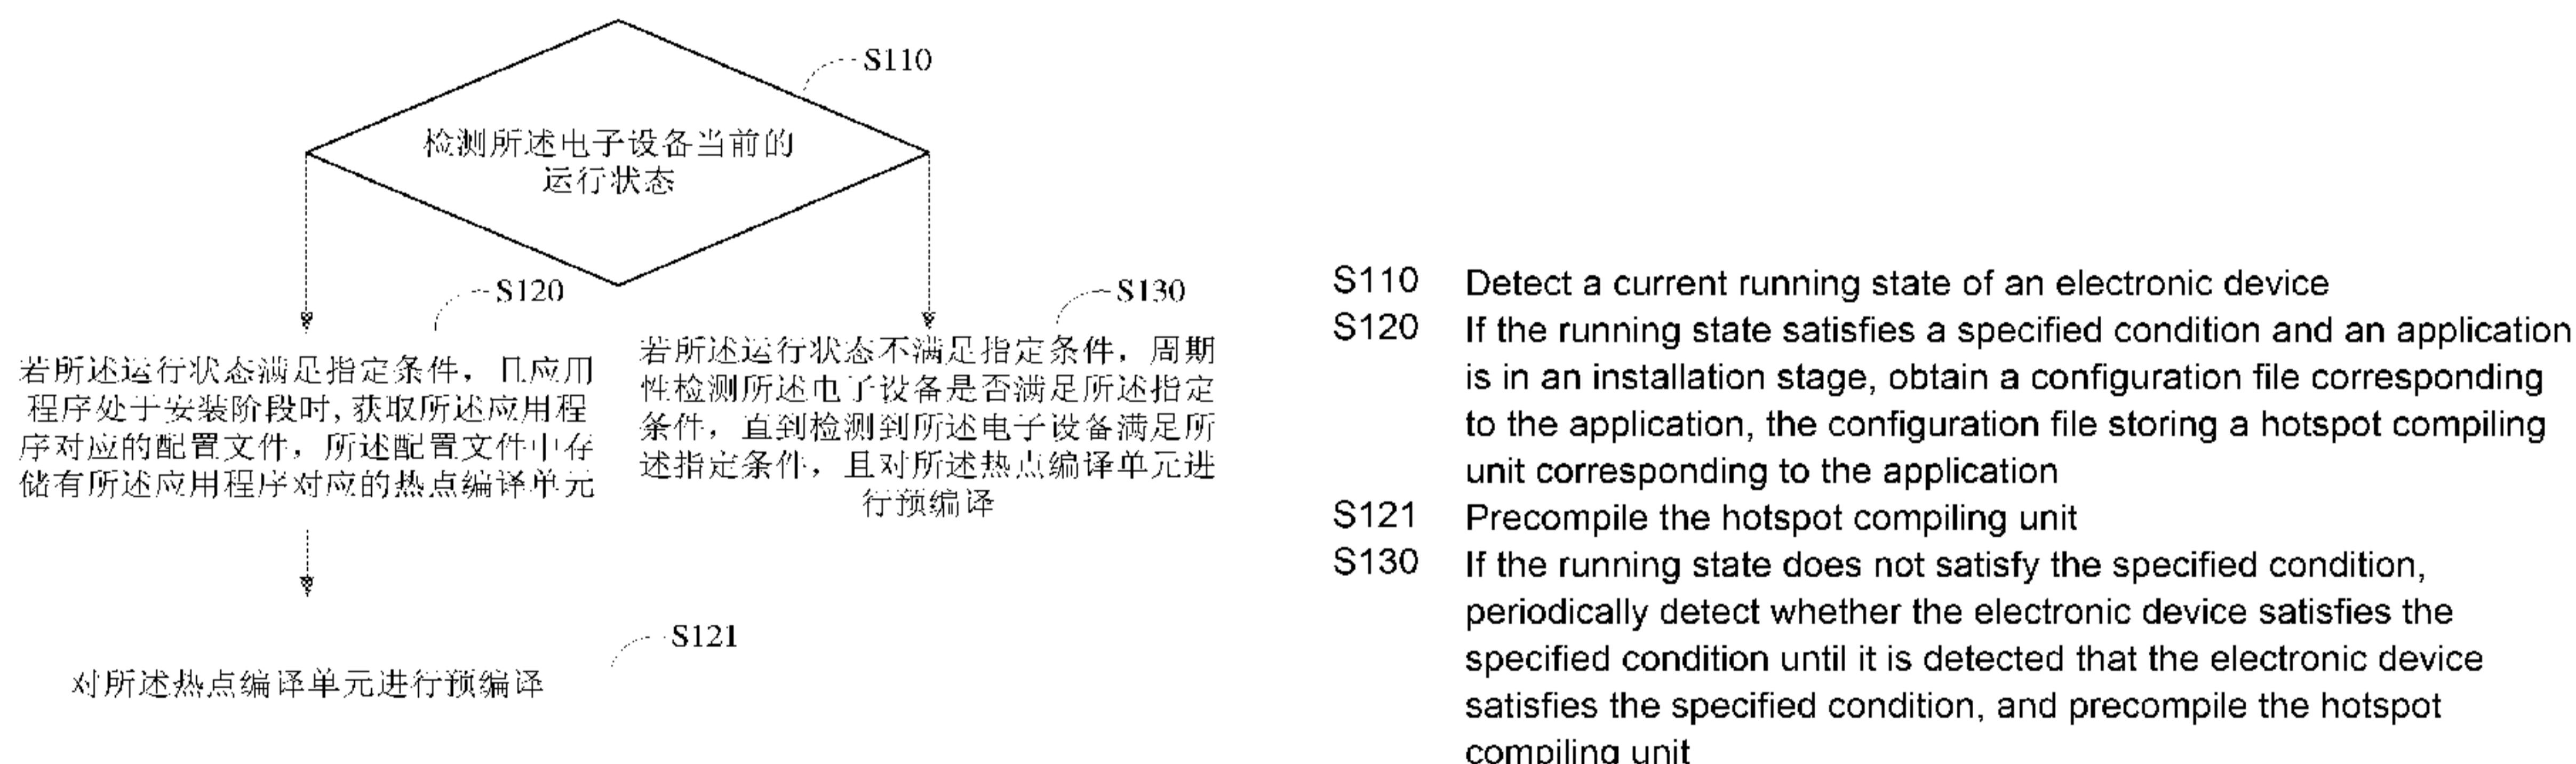 S110
检测所述电子设备当前的
运行状态
S120
若所述运行状态满足指定条件，且应用
程序处于安装阶段时,获取所述应用程
序对应的配置文件，所述配置文件中存
储有所述应用程序对应的热点编译单元
S130
若所述运行状态不满足指定条件，周期
性检测所述电子设备是否满足所述指定
条件，直到检测到所述电子设备满足所
述指定条件，且对所述热点编译单元进
行预编译
S121
对所述热点编译单元进行预编译
S110 Detect a current running state of an electronic device
S120 If the running state satisfies a specified condition and an application
is in an installation stage, obtain a configuration file corresponding
to the application, the configuration file storing a hotspot compiling
unit corresponding to the application
S121 Precompile the hotspot compiling unit
S130 If the running state does not satisfy the specified condition,
periodically detect whether the electronic device satisfies the
specified condition until it is detected that the electronic device
satisfies the specified condition, and precompile the hotspot
compiling unit